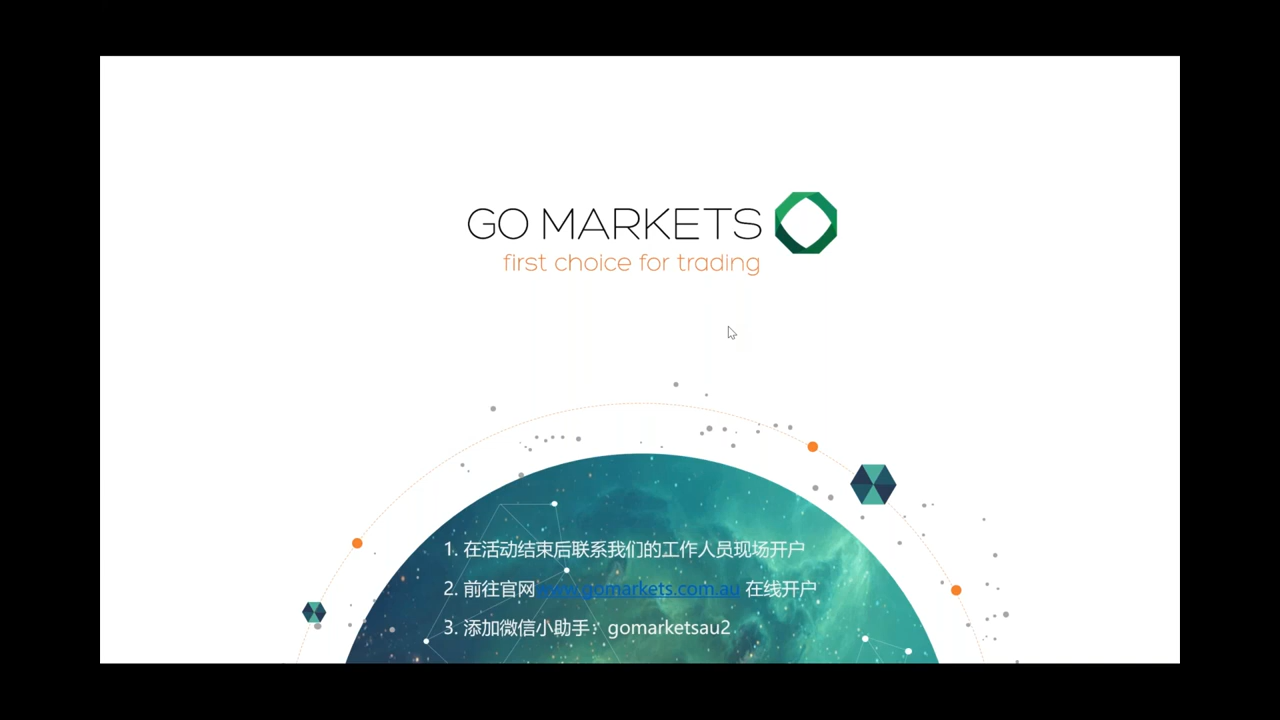 GO MARKETS
first choice for trading
1. 在活动结束后联系我们的工作人员现场开户
2. 前往官网www.gomarkets.com.au 在线开户
3. 添加微信小助手：gomarketsau2